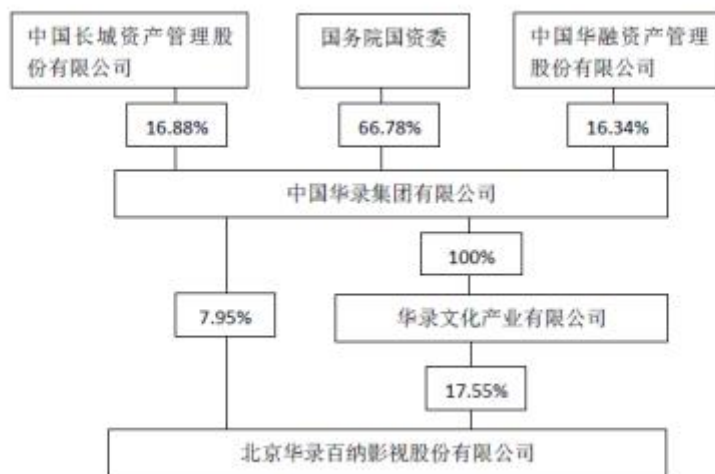 中国长城资产管理股
份有限公司
国务院国资委
中国华融资产管理
股份有限公司
16.88%
66.78%
16.34%
中国华录集团有限公司
100%
7.95%
华录文化产业有限公司
17.55%
北京华录百纳影视股份有限公司